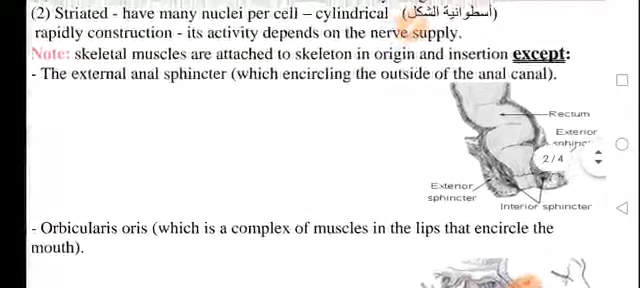 (2) Striated - have many nuclei per cell – cylindrical (أسطوانية الشكل)
rapidly construction - its activity depends on the nerve supply.
Note: skeletal muscles are attached to skeleton in origin and insertion except:
- The external anal sphincter (which encircling the outside of the anal canal).
Rectum
Exterior
2/4
Exterior
sphincter
Interior sphincter
- Orbicularis oris (which is a complex of muscles in the lips that encircle the
mouth).